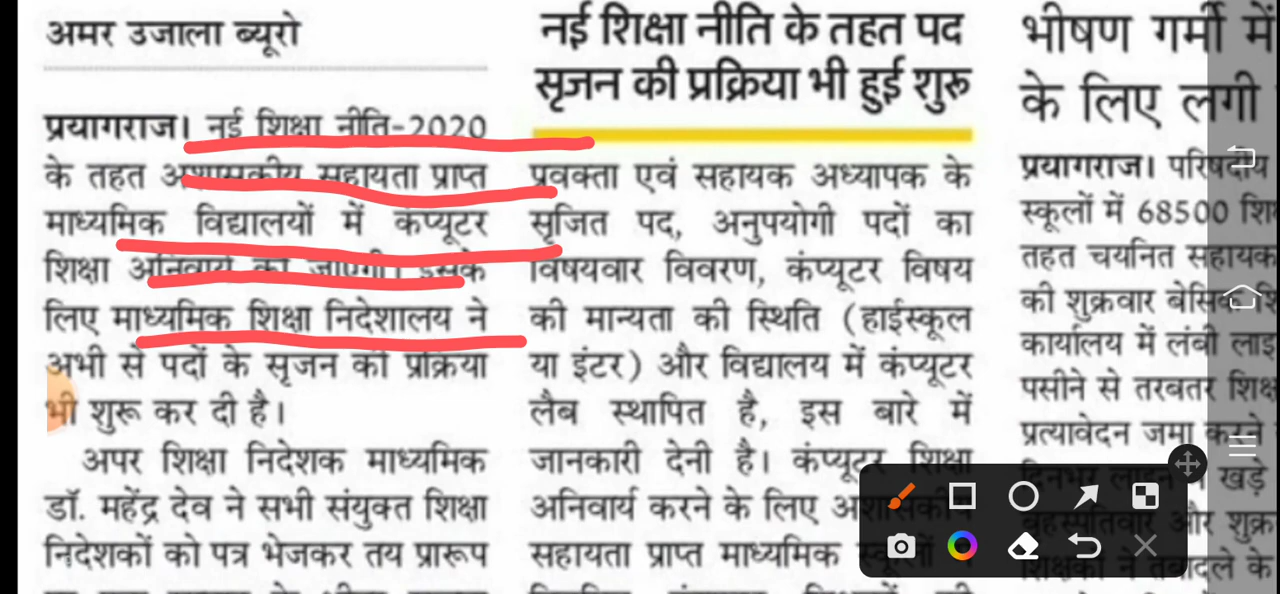 अमर उजाला ब्यूरो
प्रयागराज। नई शिक्षा नीति-2020
के तहत अशासकीय सहायता प्राप्त
माध्यमिक विद्यालयों में कंप्यूटर
शिक्षा अनिवार्य की जाएगी। इसके
लिए माध्यमिक शिक्षा निदेशालय ने
अभी से पदों के सृजन की प्रक्रिया
भी शुरू कर दी है।
अपर शिक्षा निदेशक माध्यमिक
डॉ. महेंद्र देव ने सभी संयुक्त शिक्षा
निदेशकों को पत्र भेजकर तय प्रारूप
नई शिक्षा नीति के तहत पद
सृजन की प्रक्रिया भी हुई शुरू
प्रवक्ता एवं सहायक अध्यापक के
सृजित पद, अनुपयोगी पदों का
विषयवार विवरण, कंप्यूटर विषय
की मान्यता की स्थिति (हाईस्कूल
या इंटर) और विद्यालय में कंप्यूटर
लैब स्थापित है, इस बारे में
जानकारी देनी है। कंप्यूटर शिक्षा
अनिवार्य करने के लिए अशासकीय
सहायता प्राप्त माध्यमिक स्कूलों
भीषण गर्मी में
के लिए लगी
प्रयागराज। परिषदीय
स्कूलों में 68500
तहत चयनित सहायक
की शुक्रवार बेसिक
कार्यालय में लंबी
पसीने से तरबतर
प्रत्यावेदन जमा करने
खड़े
और
तबादले के